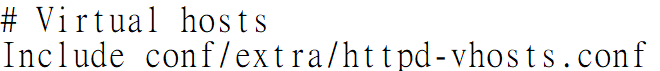 # Virtual hosts
Include conf/extra/httpd-vhosts.conf